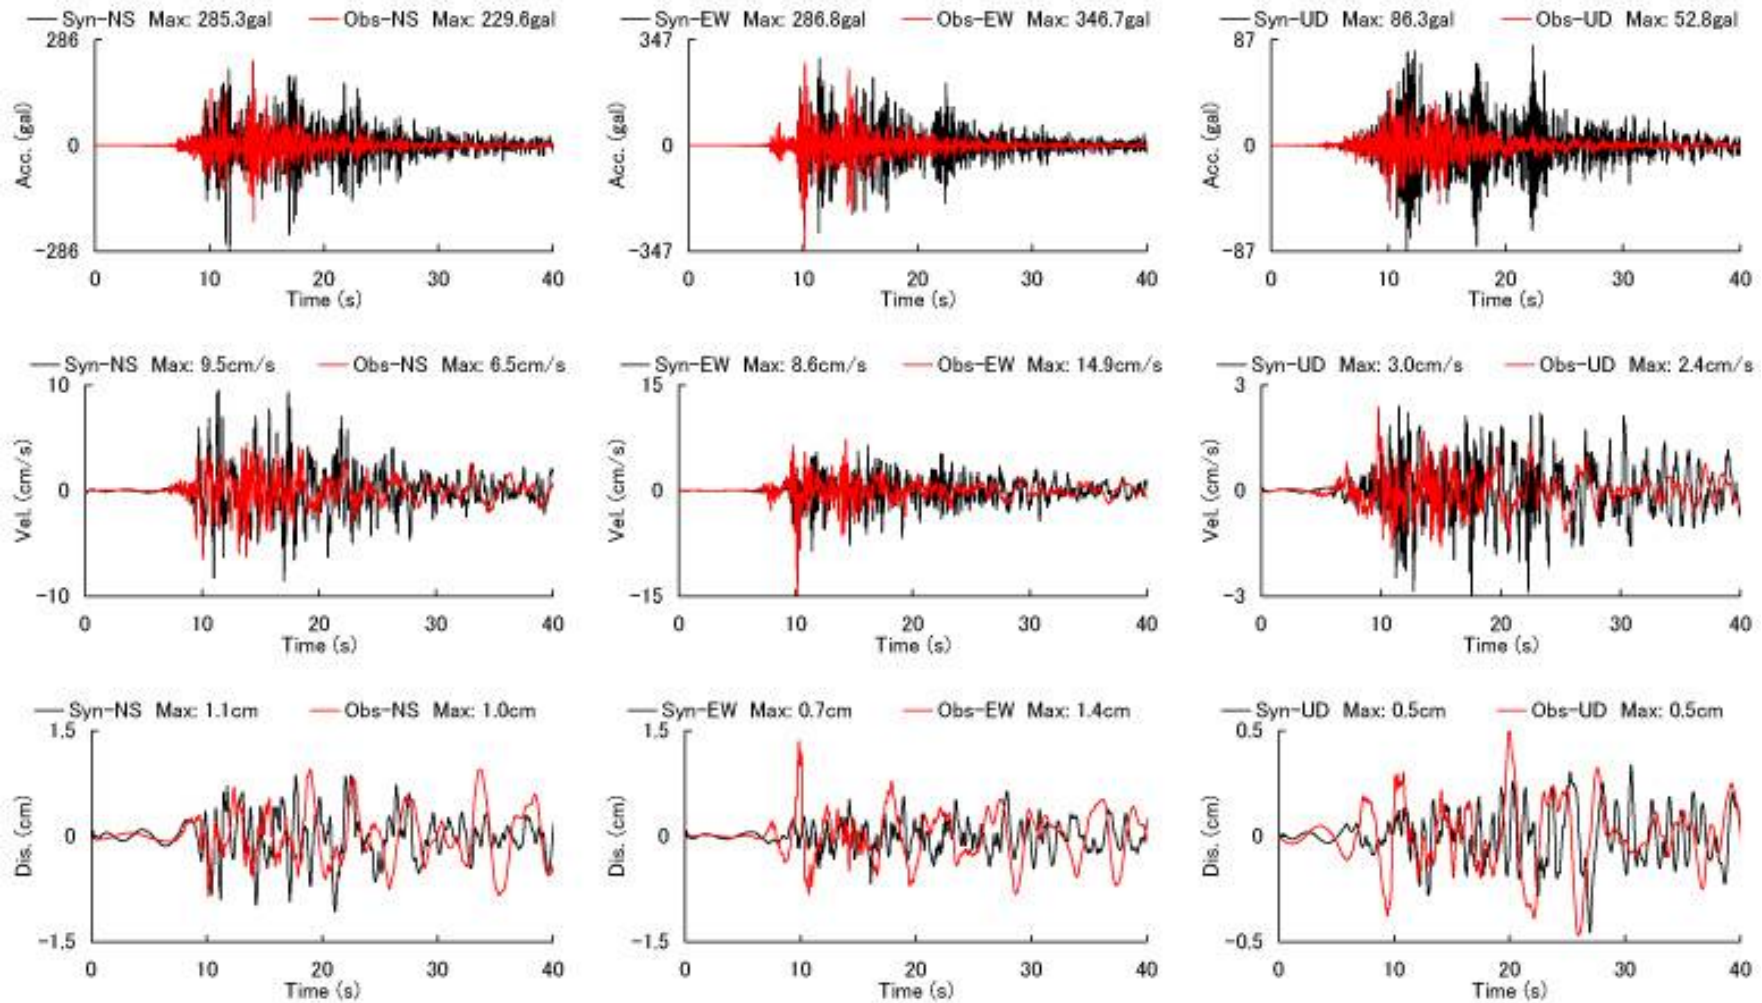 Syn-NS Max: 285.3gal Obs-NS Max: 229.6gal
286
0
-286
Acc. (gal)
0 10 20 30 40
Time (s)
Syn-EW Max: 286.8gal Obs-EW Max: 346.7gal
347
0
-347
Acc. (gal)
0 10 20 30 40
Time (s)
Syn-UD Max: 86.3gal Obs-UD Max: 52.8gal
87
0
-87
Acc. (gal)
0 10 20 30 40
Time (s)
Syn-NS Max: 9.5cm/s Obs-NS Max: 6.5cm/s
10
0
-10
Vel. (cm/s)
0 10 20 30 40
Time (s)
Syn-EW Max: 8.6cm/s Obs-EW Max: 14.9cm/s
15
0
-15
Vel. (cm/s)
0 10 20 30 40
Time (s)
Syn-UD Max: 3.0cm/s Obs-UD Max: 2.4cm/s
3
0
-3
Vel. (cm/s)
0 10 20 30 40
Time (s)
Syn-NS Max: 1.1cm Obs-NS Max: 1.0cm
1.5
0
-1.5
Dis. (cm)
0 10 20 30 40
Time (s)
Syn-EW Max: 0.7cm Obs-EW Max: 1.4cm
1.5
0
-1.5
Dis. (cm)
0 10 20 30 40
Time (s)
Syn-UD Max: 0.5cm Obs-UD Max: 0.5cm
0.5
0
-0.5
Dis. (cm)
0 10 20 30 40
Time (s)